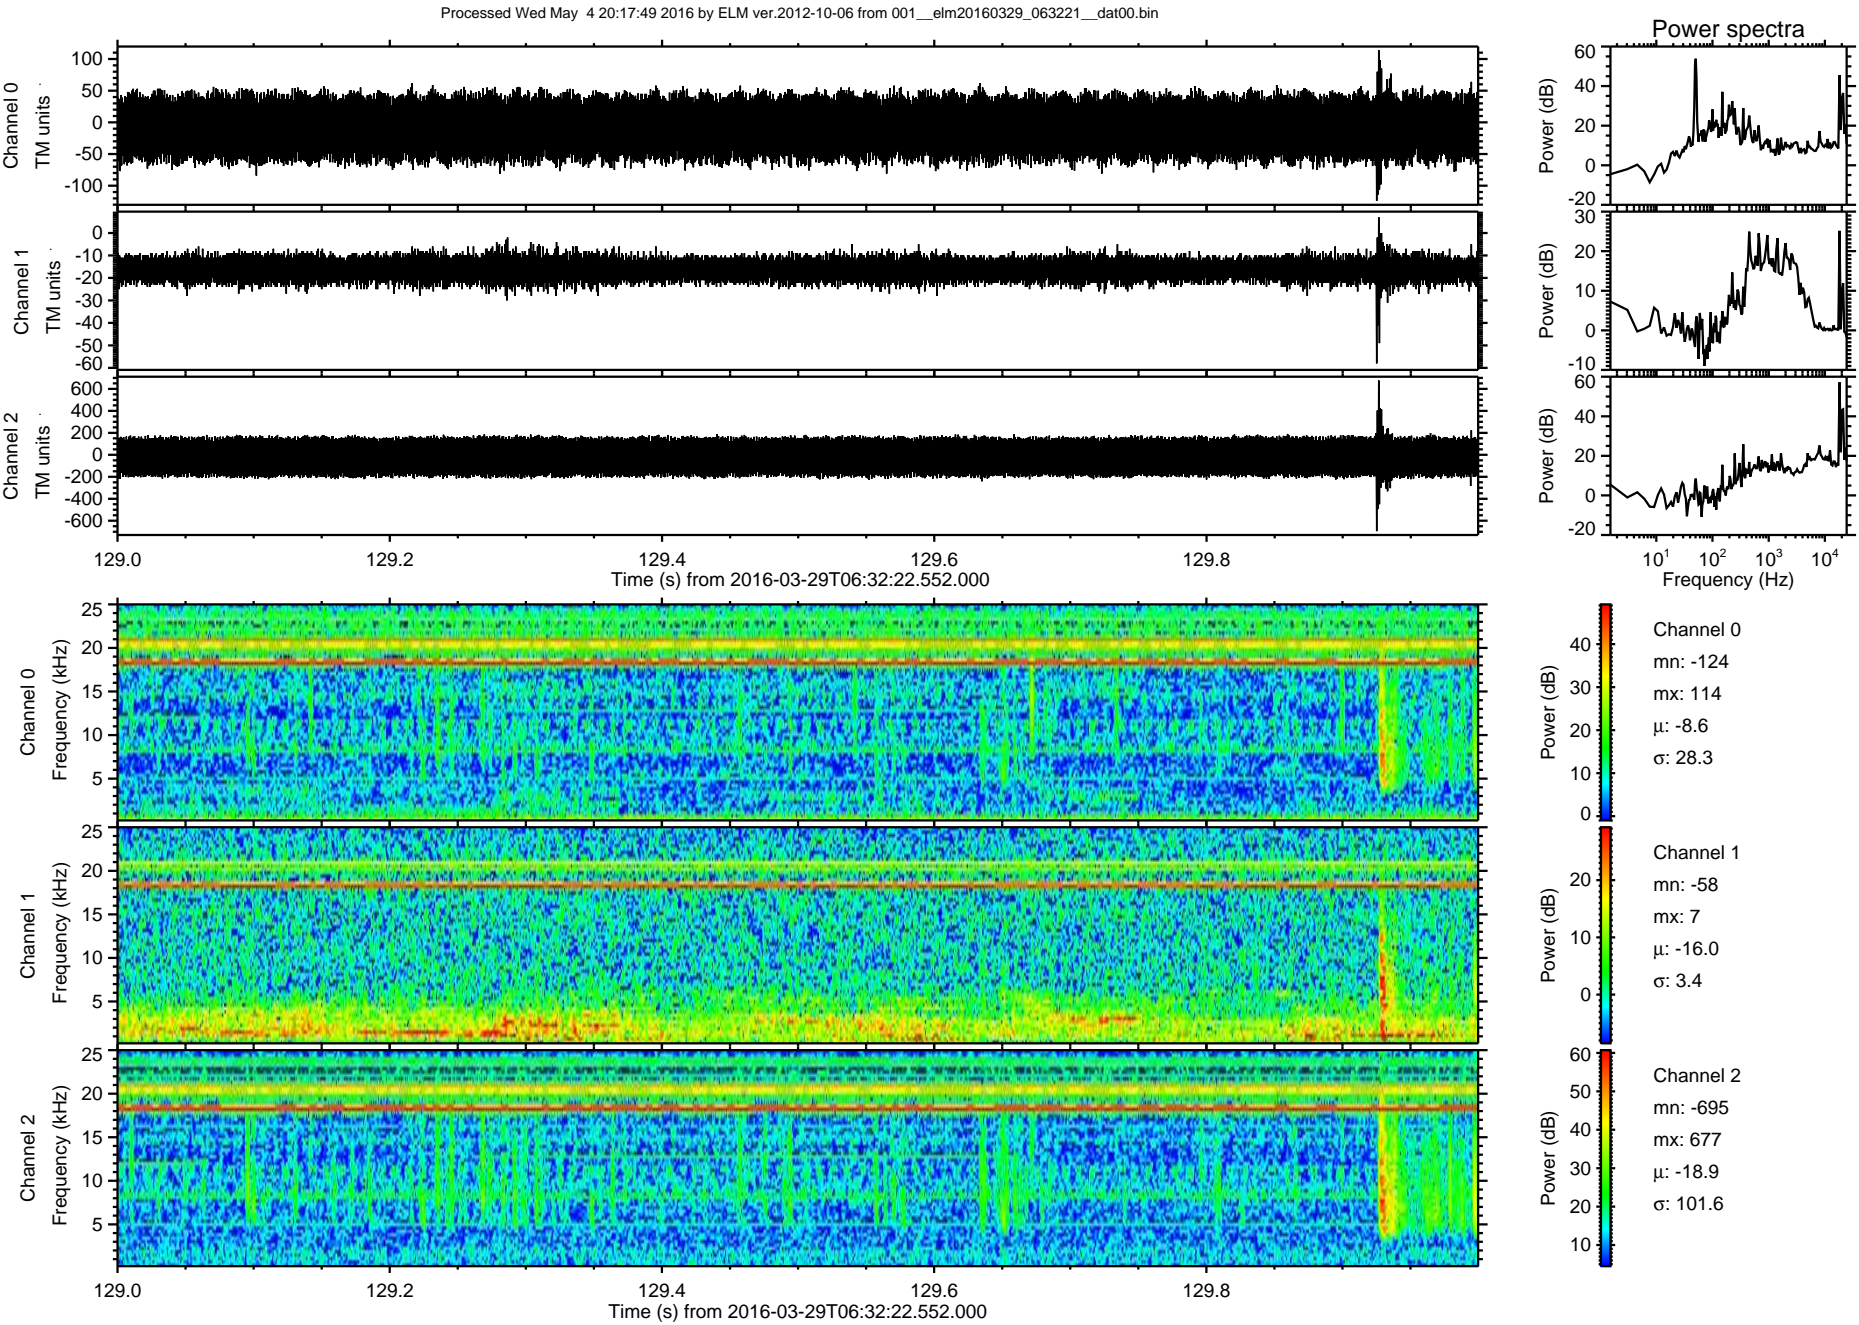 Processed Wed May  4 20:17:49 2016 by ELM ver.2012-10-06 from 001__elm20160329_063221__dat00.bin
Power spectra
Channel 0
TM units
100
50
0
-50
-100
Power (dB)
60
40
20
0
-20
Channel 1
TM units
0
-10
-20
-30
-40
-50
-60
Power (dB)
30
20
10
0
-10
Channel 2
TM units
600
400
200
0
-200
-400
-600
Power (dB)
60
40
20
0
-20
129.0 129.2 129.4 129.6 129.8
Time (s) from 2016-03-29T06:32:22.552.000
10¹ 10² 10³ 10⁴
Frequency (Hz)
Channel 0
Frequency (kHz)
25
20
15
10
5
Power (dB)
40
30
20
10
0
Channel 0
mn: -124
mx: 114
μ: -8.6
σ: 28.3
Channel 1
Frequency (kHz)
25
20
15
10
5
Power (dB)
20
10
0
Channel 1
mn: -58
mx: 7
μ: -16.0
σ: 3.4
Channel 2
Frequency (kHz)
25
20
15
10
5
Power (dB)
60
50
40
30
20
10
Channel 2
mn: -695
mx: 677
μ: -18.9
σ: 101.6
129.0 129.2 129.4 129.6 129.8
Time (s) from 2016-03-29T06:32:22.552.000